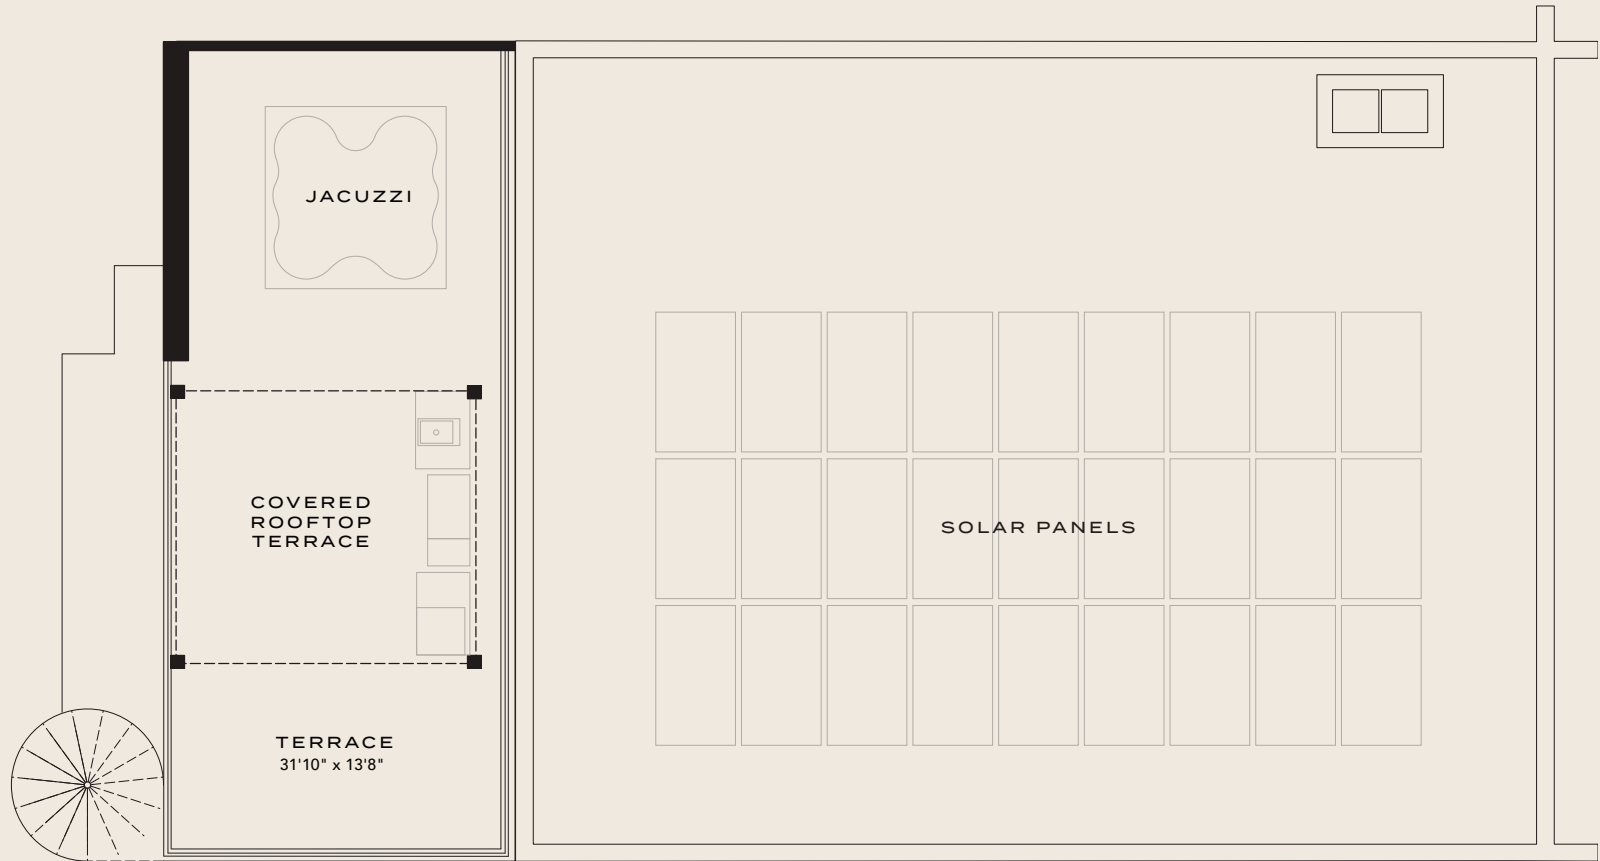 JACUZZI
COVERED
ROOFTOP
TERRACE
SOLAR PANELS
TERRACE
31'10" x 13'8"